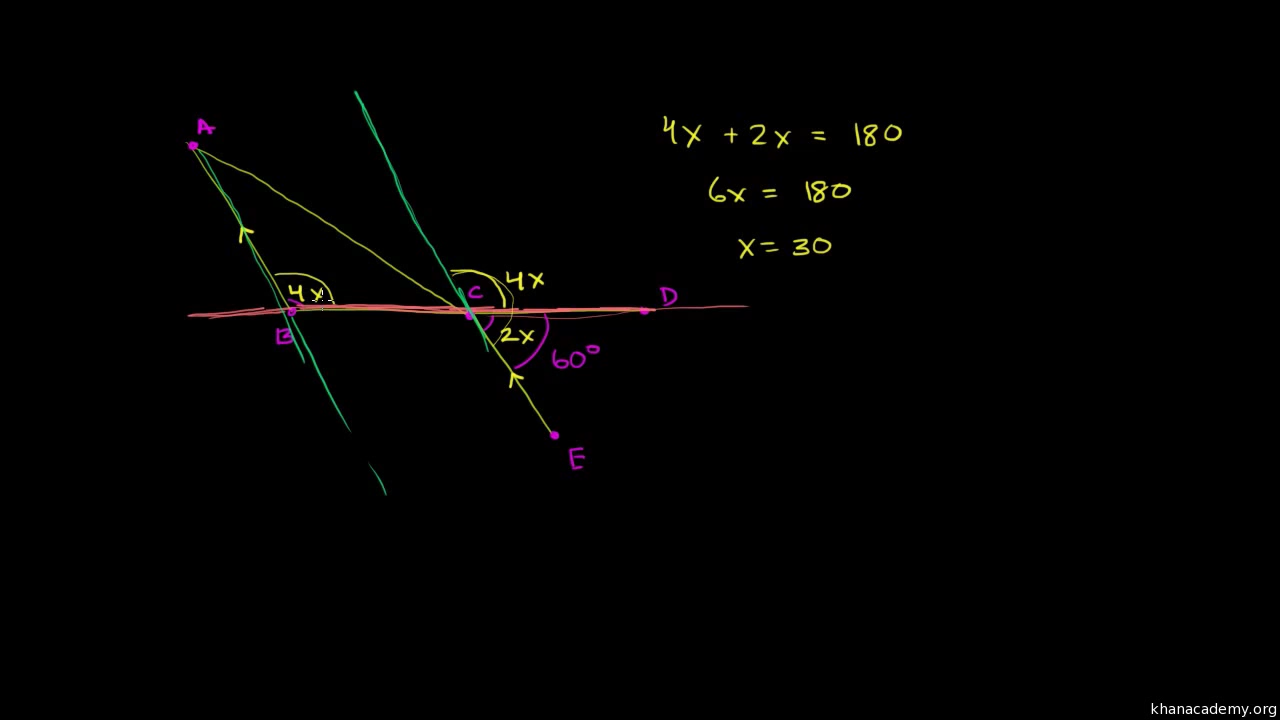 A
4x + 2x = 180
6x = 180
x = 30
4x
4x
C
D
B
2x
60°
E
khanacademy.org